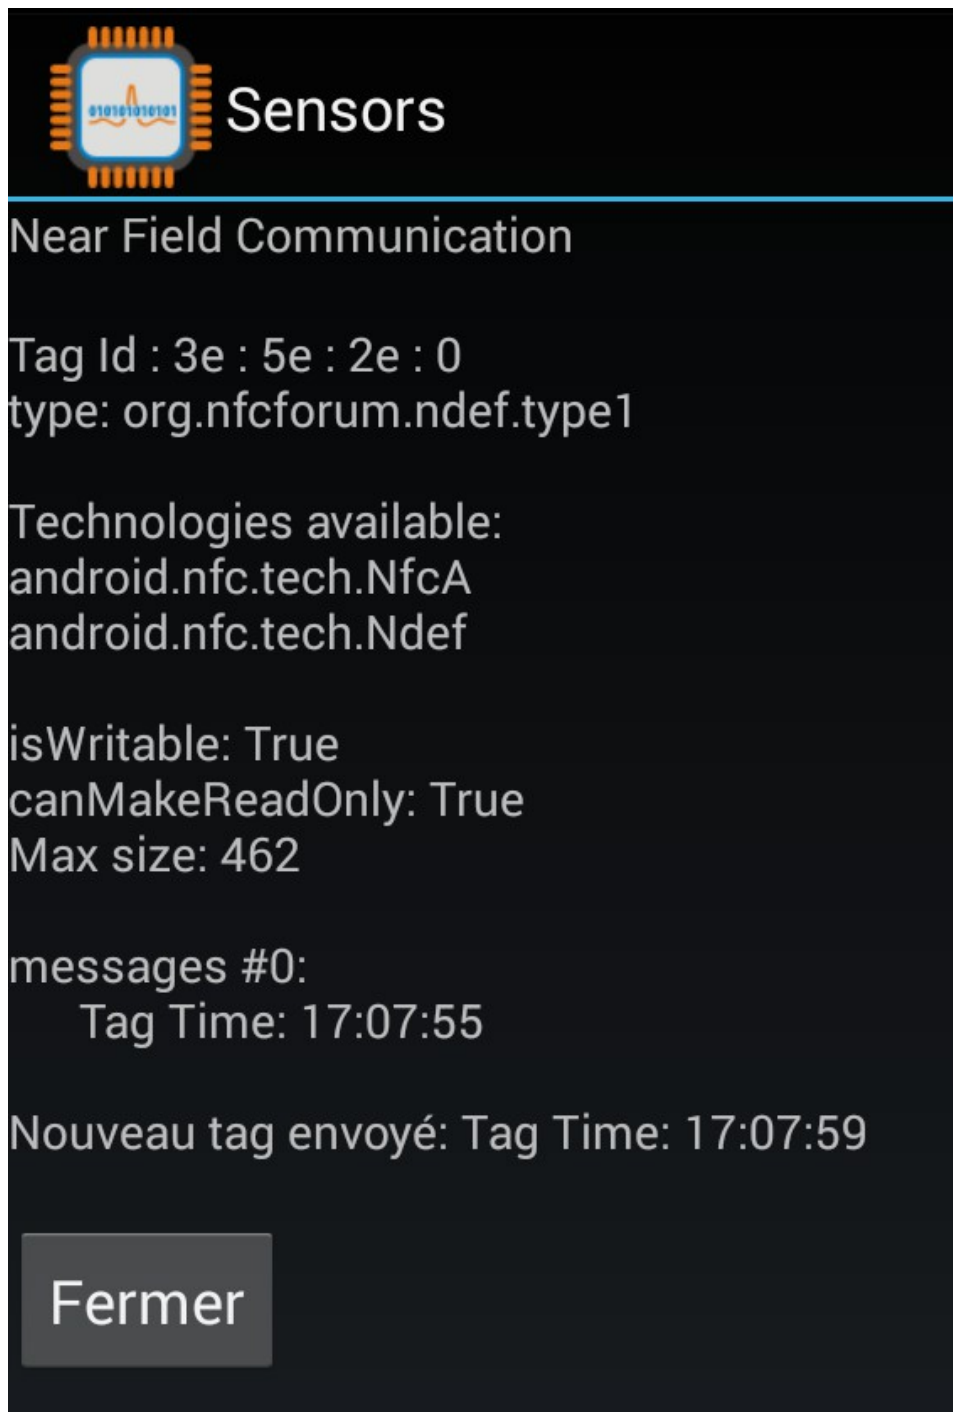 010101010101
Sensors
Near Field Communication
Tag Id : 3e : 5e : 2e : 0
type: org.nfcforum.ndef.type1
Technologies available:
android.nfc.tech.NfcA
android.nfc.tech.Ndef
isWritable: True
canMakeReadOnly: True
Max size: 462
messages #0:
Tag Time: 17:07:55
Nouveau tag envoyé: Tag Time: 17:07:59
Fermer